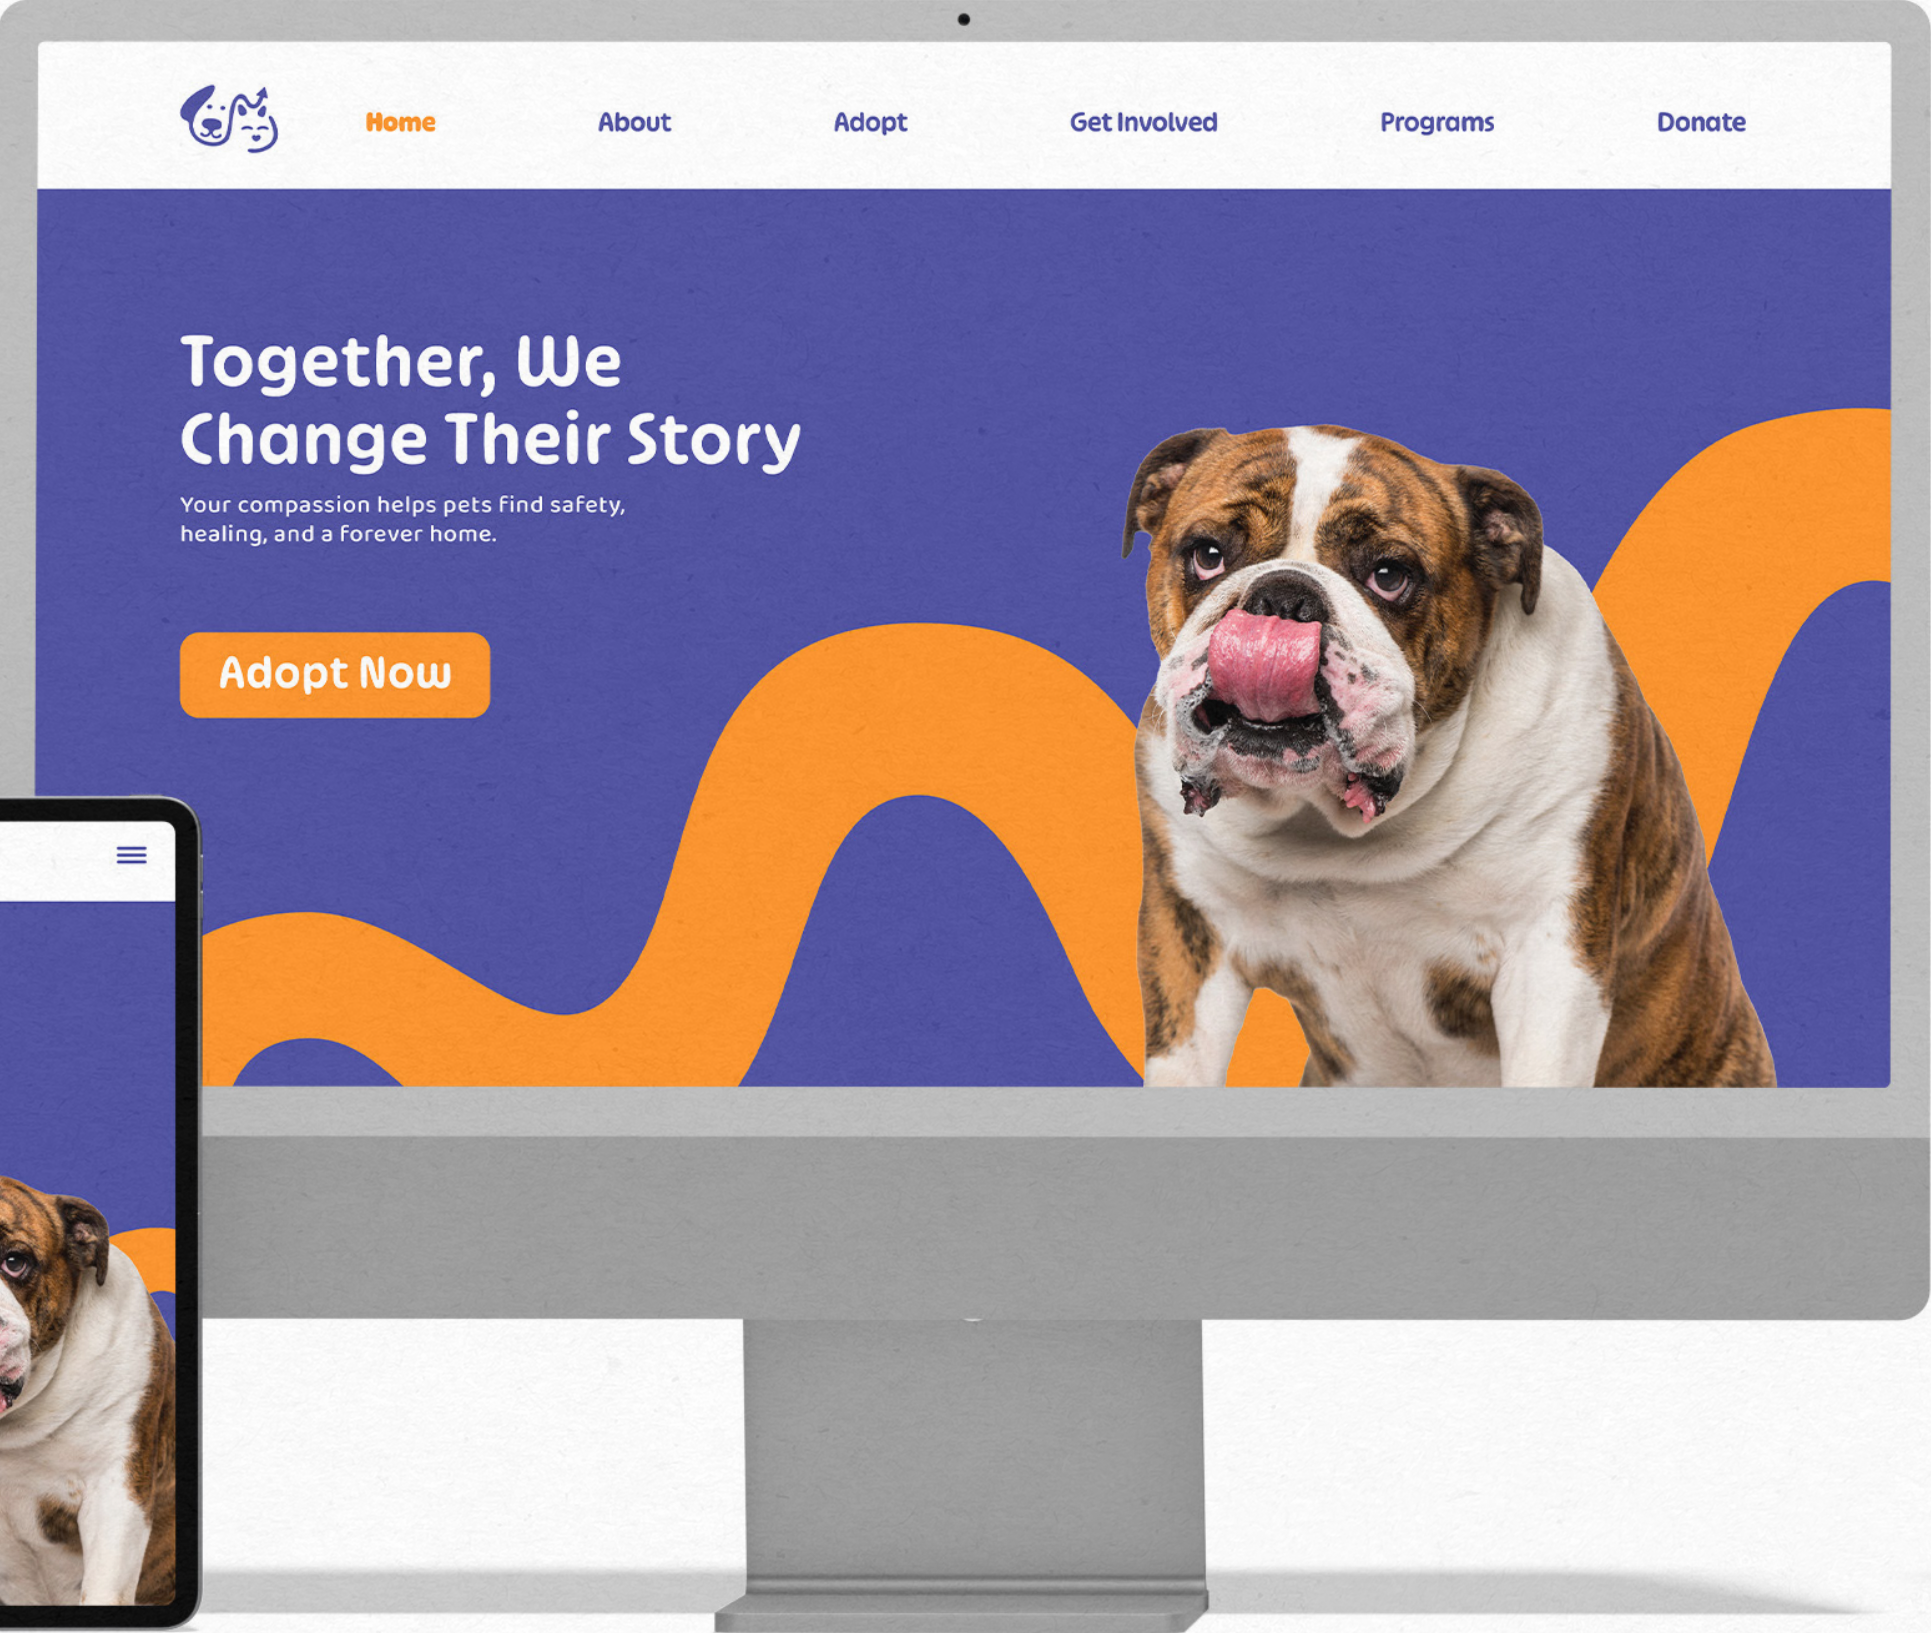 Home
About
Adopt
Get Involved
Programs
Donate
Together, We
Change Their Story
Your compassion helps pets find safety,
healing, and a forever home.
Adopt Now